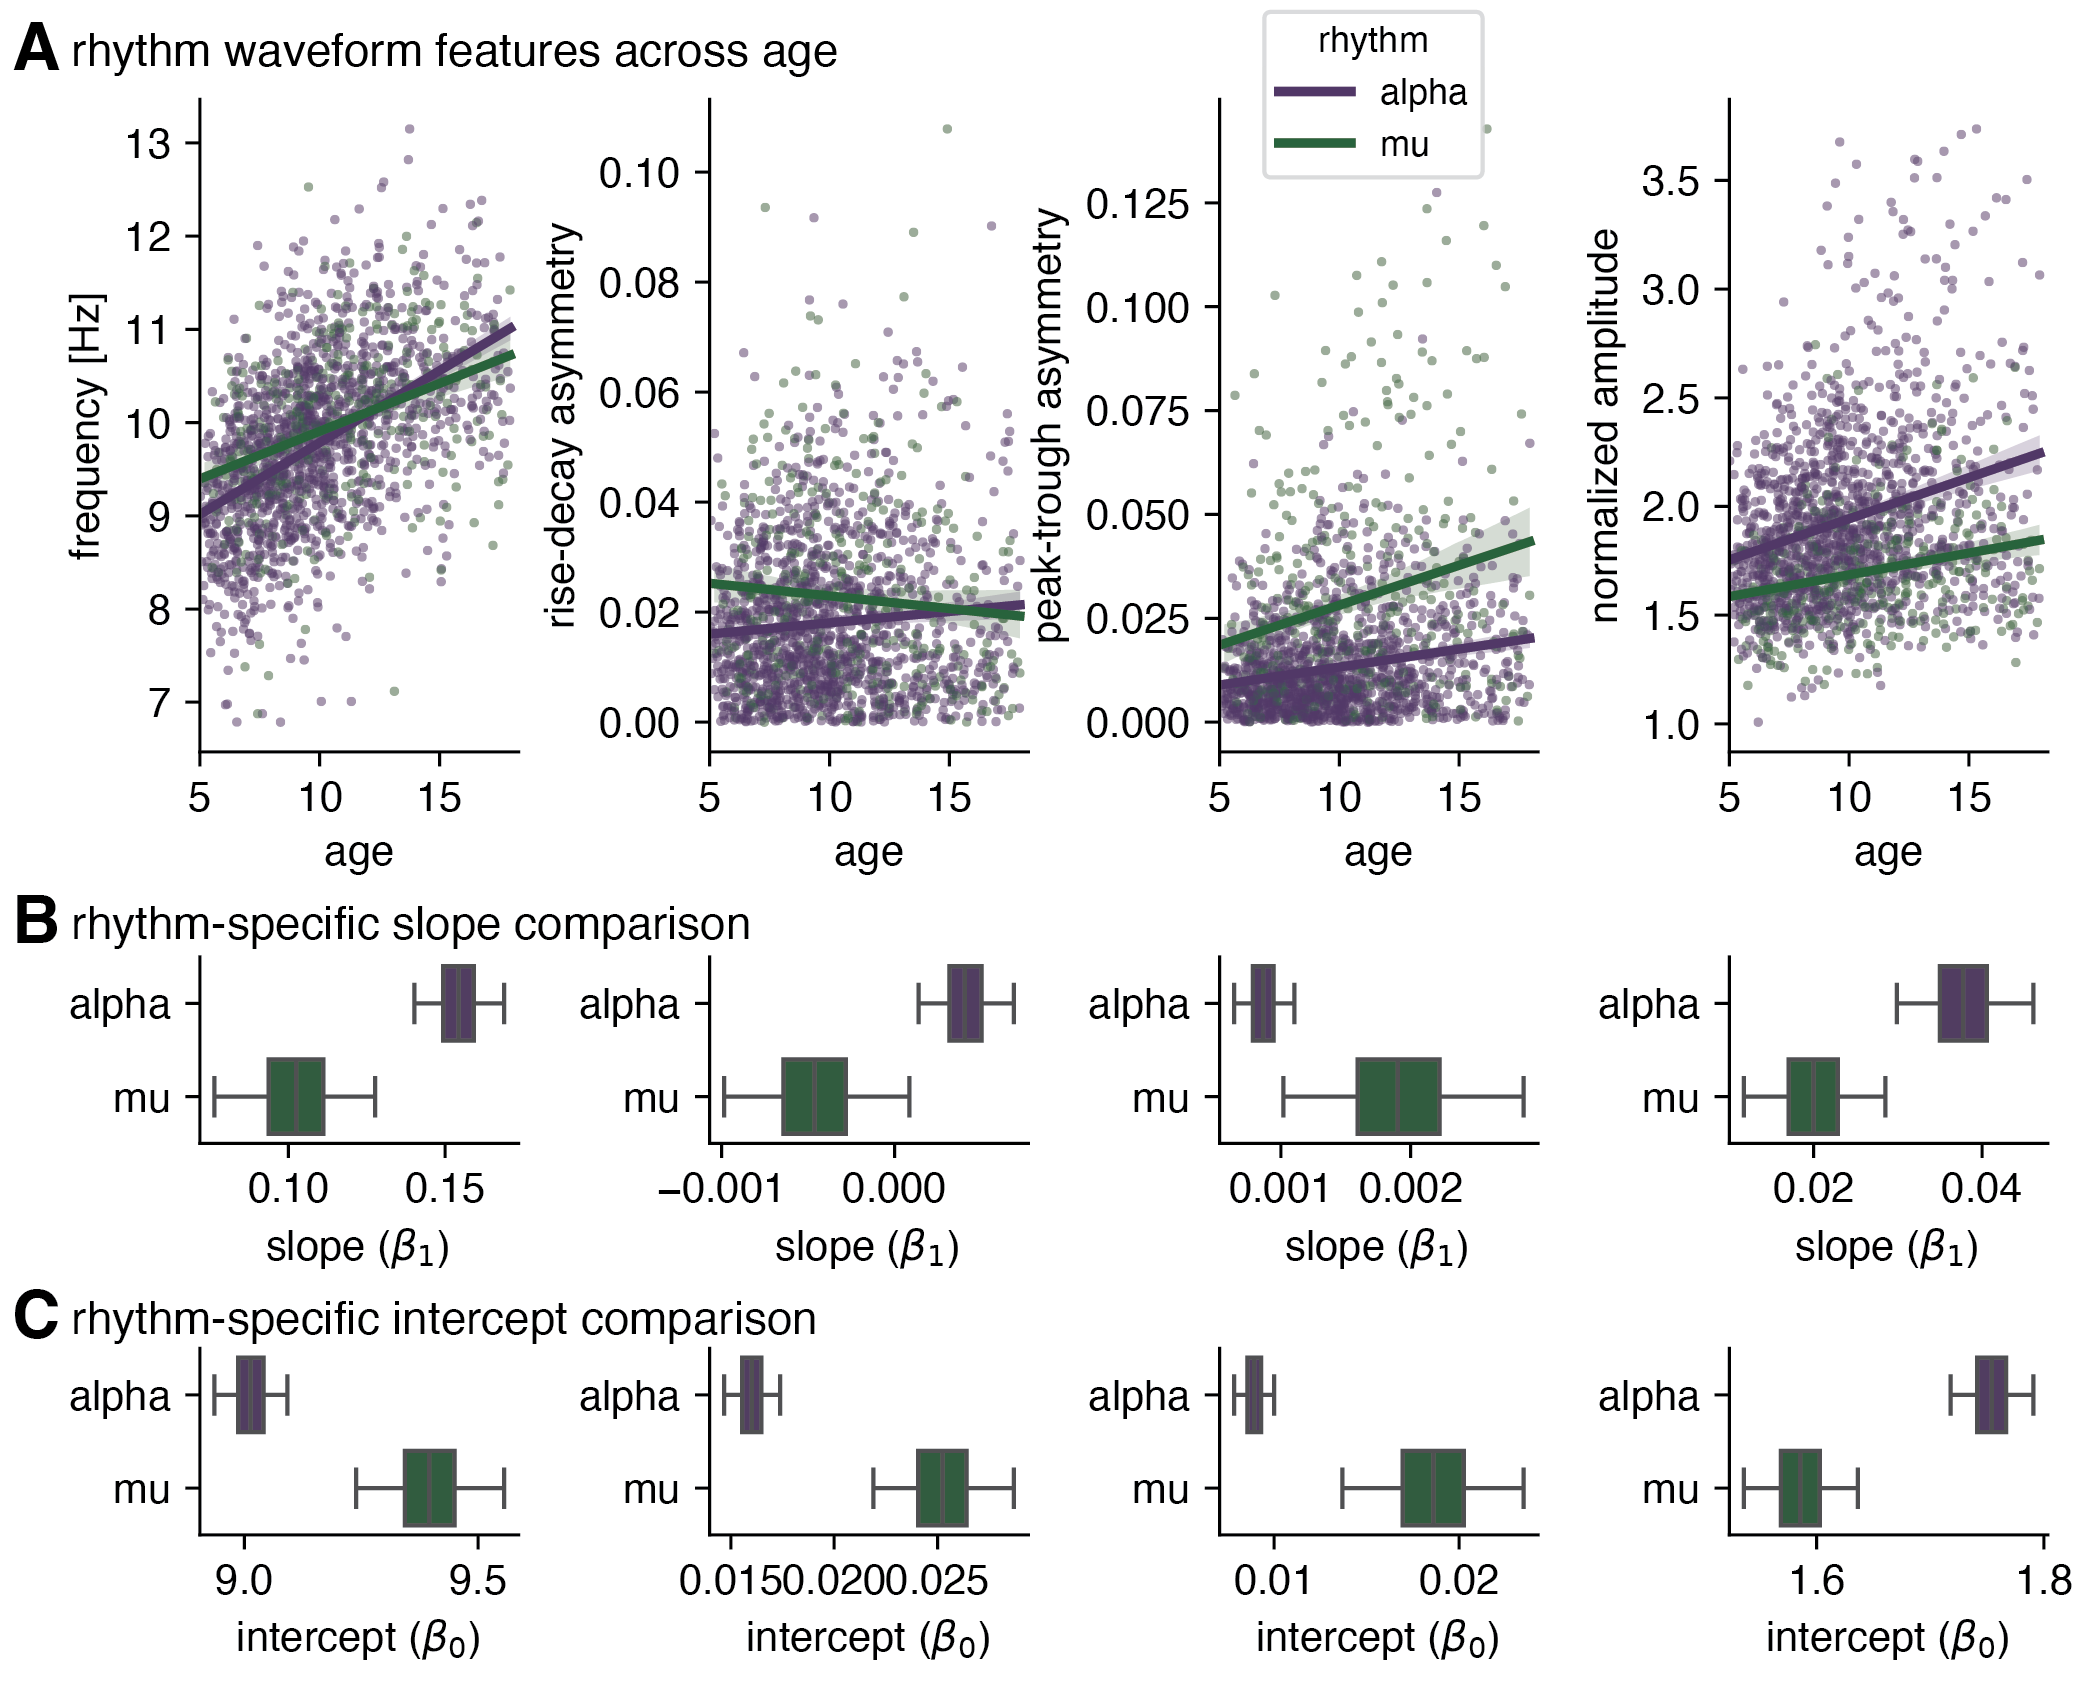 A rhythm waveform features across age
rhythm
alpha
mu
frequency [Hz]
13
12
11
10
9
8
7
5 10 15
age
rise-decay asymmetry
0.10
0.08
0.06
0.04
0.02
0.00
5 10 15
age
peak-trough asymmetry
0.125
0.100
0.075
0.050
0.025
0.000
5 10 15
age
normalized amplitude
3.5
3.0
2.5
2.0
1.5
1.0
5 10 15
age
B rhythm-specific slope comparison
alpha
mu
0.10 0.15
slope (β₁)
alpha
mu
−0.001 0.000
slope (β₁)
alpha
mu
0.001 0.002
slope (β₁)
alpha
mu
0.02 0.04
slope (β₁)
C rhythm-specific intercept comparison
alpha
mu
9.0 9.5
intercept (β₀)
alpha
mu
0.015 0.020 0.025
intercept (β₀)
alpha
mu
0.01 0.02
intercept (β₀)
alpha
mu
1.6 1.8
intercept (β₀)